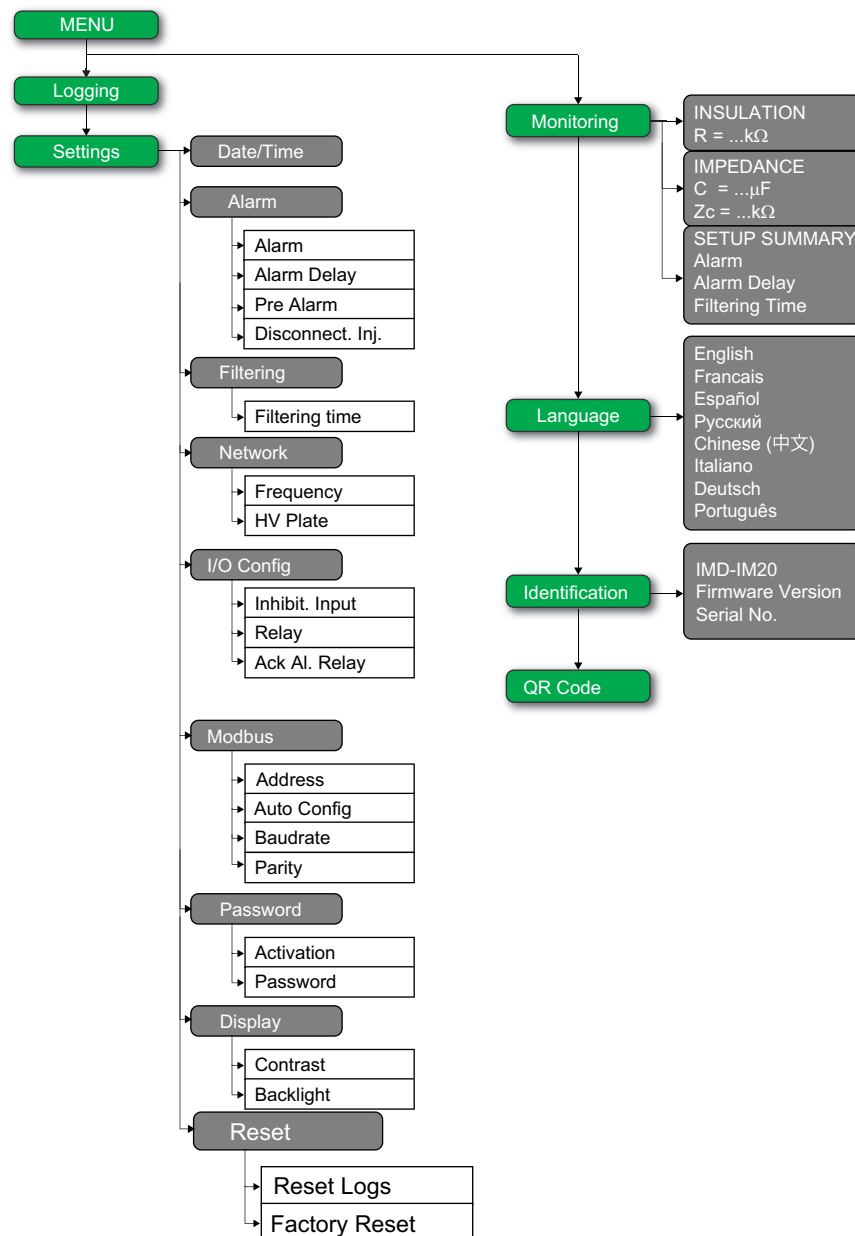 MENU
Logging
Settings
Date/Time
Alarm
Alarm
Alarm Delay
Pre Alarm
Disconnect. Inj.
Filtering
Filtering time
Network
Frequency
HV Plate
I/O Config
Inhibit. Input
Relay
Ack Al. Relay
Modbus
Address
Auto Config
Baudrate
Parity
Password
Activation
Password
Display
Contrast
Backlight
Reset
Reset Logs
Factory Reset
Monitoring
INSULATION
R = ...kΩ
IMPEDANCE
C = ...μF
Zc = ...kΩ
SETUP SUMMARY
Alarm
Alarm Delay
Filtering Time
Language
English
Francais
Español
Русский
Chinese (中文)
Italiano
Deutsch
Português
Identification
IMD-IM20
Firmware Version
Serial No.
QR Code